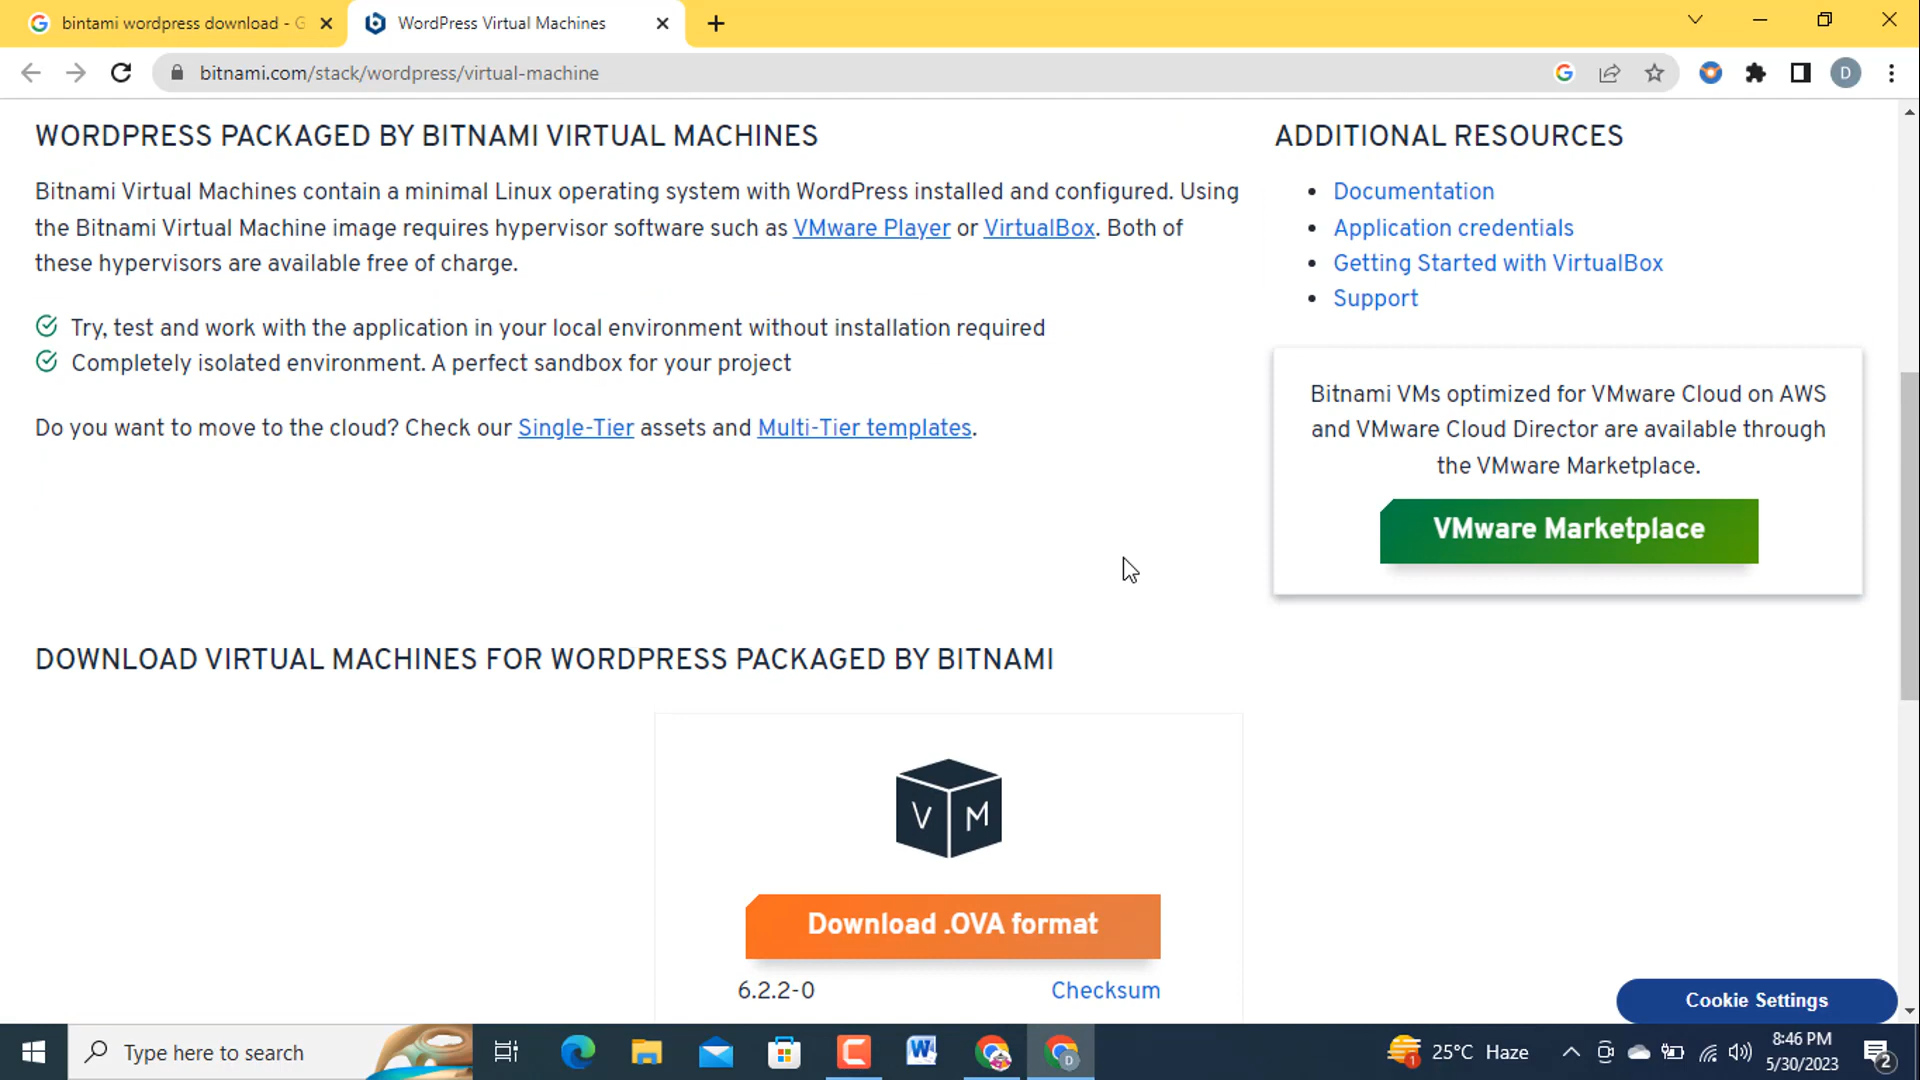 bintami wordpress download - G
WordPress Virtual Machines
bitnami.com/stack/wordpress/virtual-machine
D
WORDPRESS PACKAGED BY BITNAMI VIRTUAL MACHINES
Bitnami Virtual Machines contain a minimal Linux operating system with WordPress installed and configured. Using
the Bitnami Virtual Machine image requires hypervisor software such as VMware Player or VirtualBox. Both of
these hypervisors are available free of charge.
Try, test and work with the application in your local environment without installation required
Completely isolated environment. A perfect sandbox for your project
Do you want to move to the cloud? Check our Single-Tier assets and Multi-Tier templates.
ADDITIONAL RESOURCES
Documentation
Application credentials
Getting Started with VirtualBox
Support
Bitnami VMs optimized for VMware Cloud on AWS
and VMware Cloud Director are available through
the VMware Marketplace.
VMware Marketplace
DOWNLOAD VIRTUAL MACHINES FOR WORDPRESS PACKAGED BY BITNAMI
V M
Download .OVA format
6.2.2-0 Checksum
Cookie Settings
Type here to search
25°C Haze
8:46 PM
5/30/2023
2